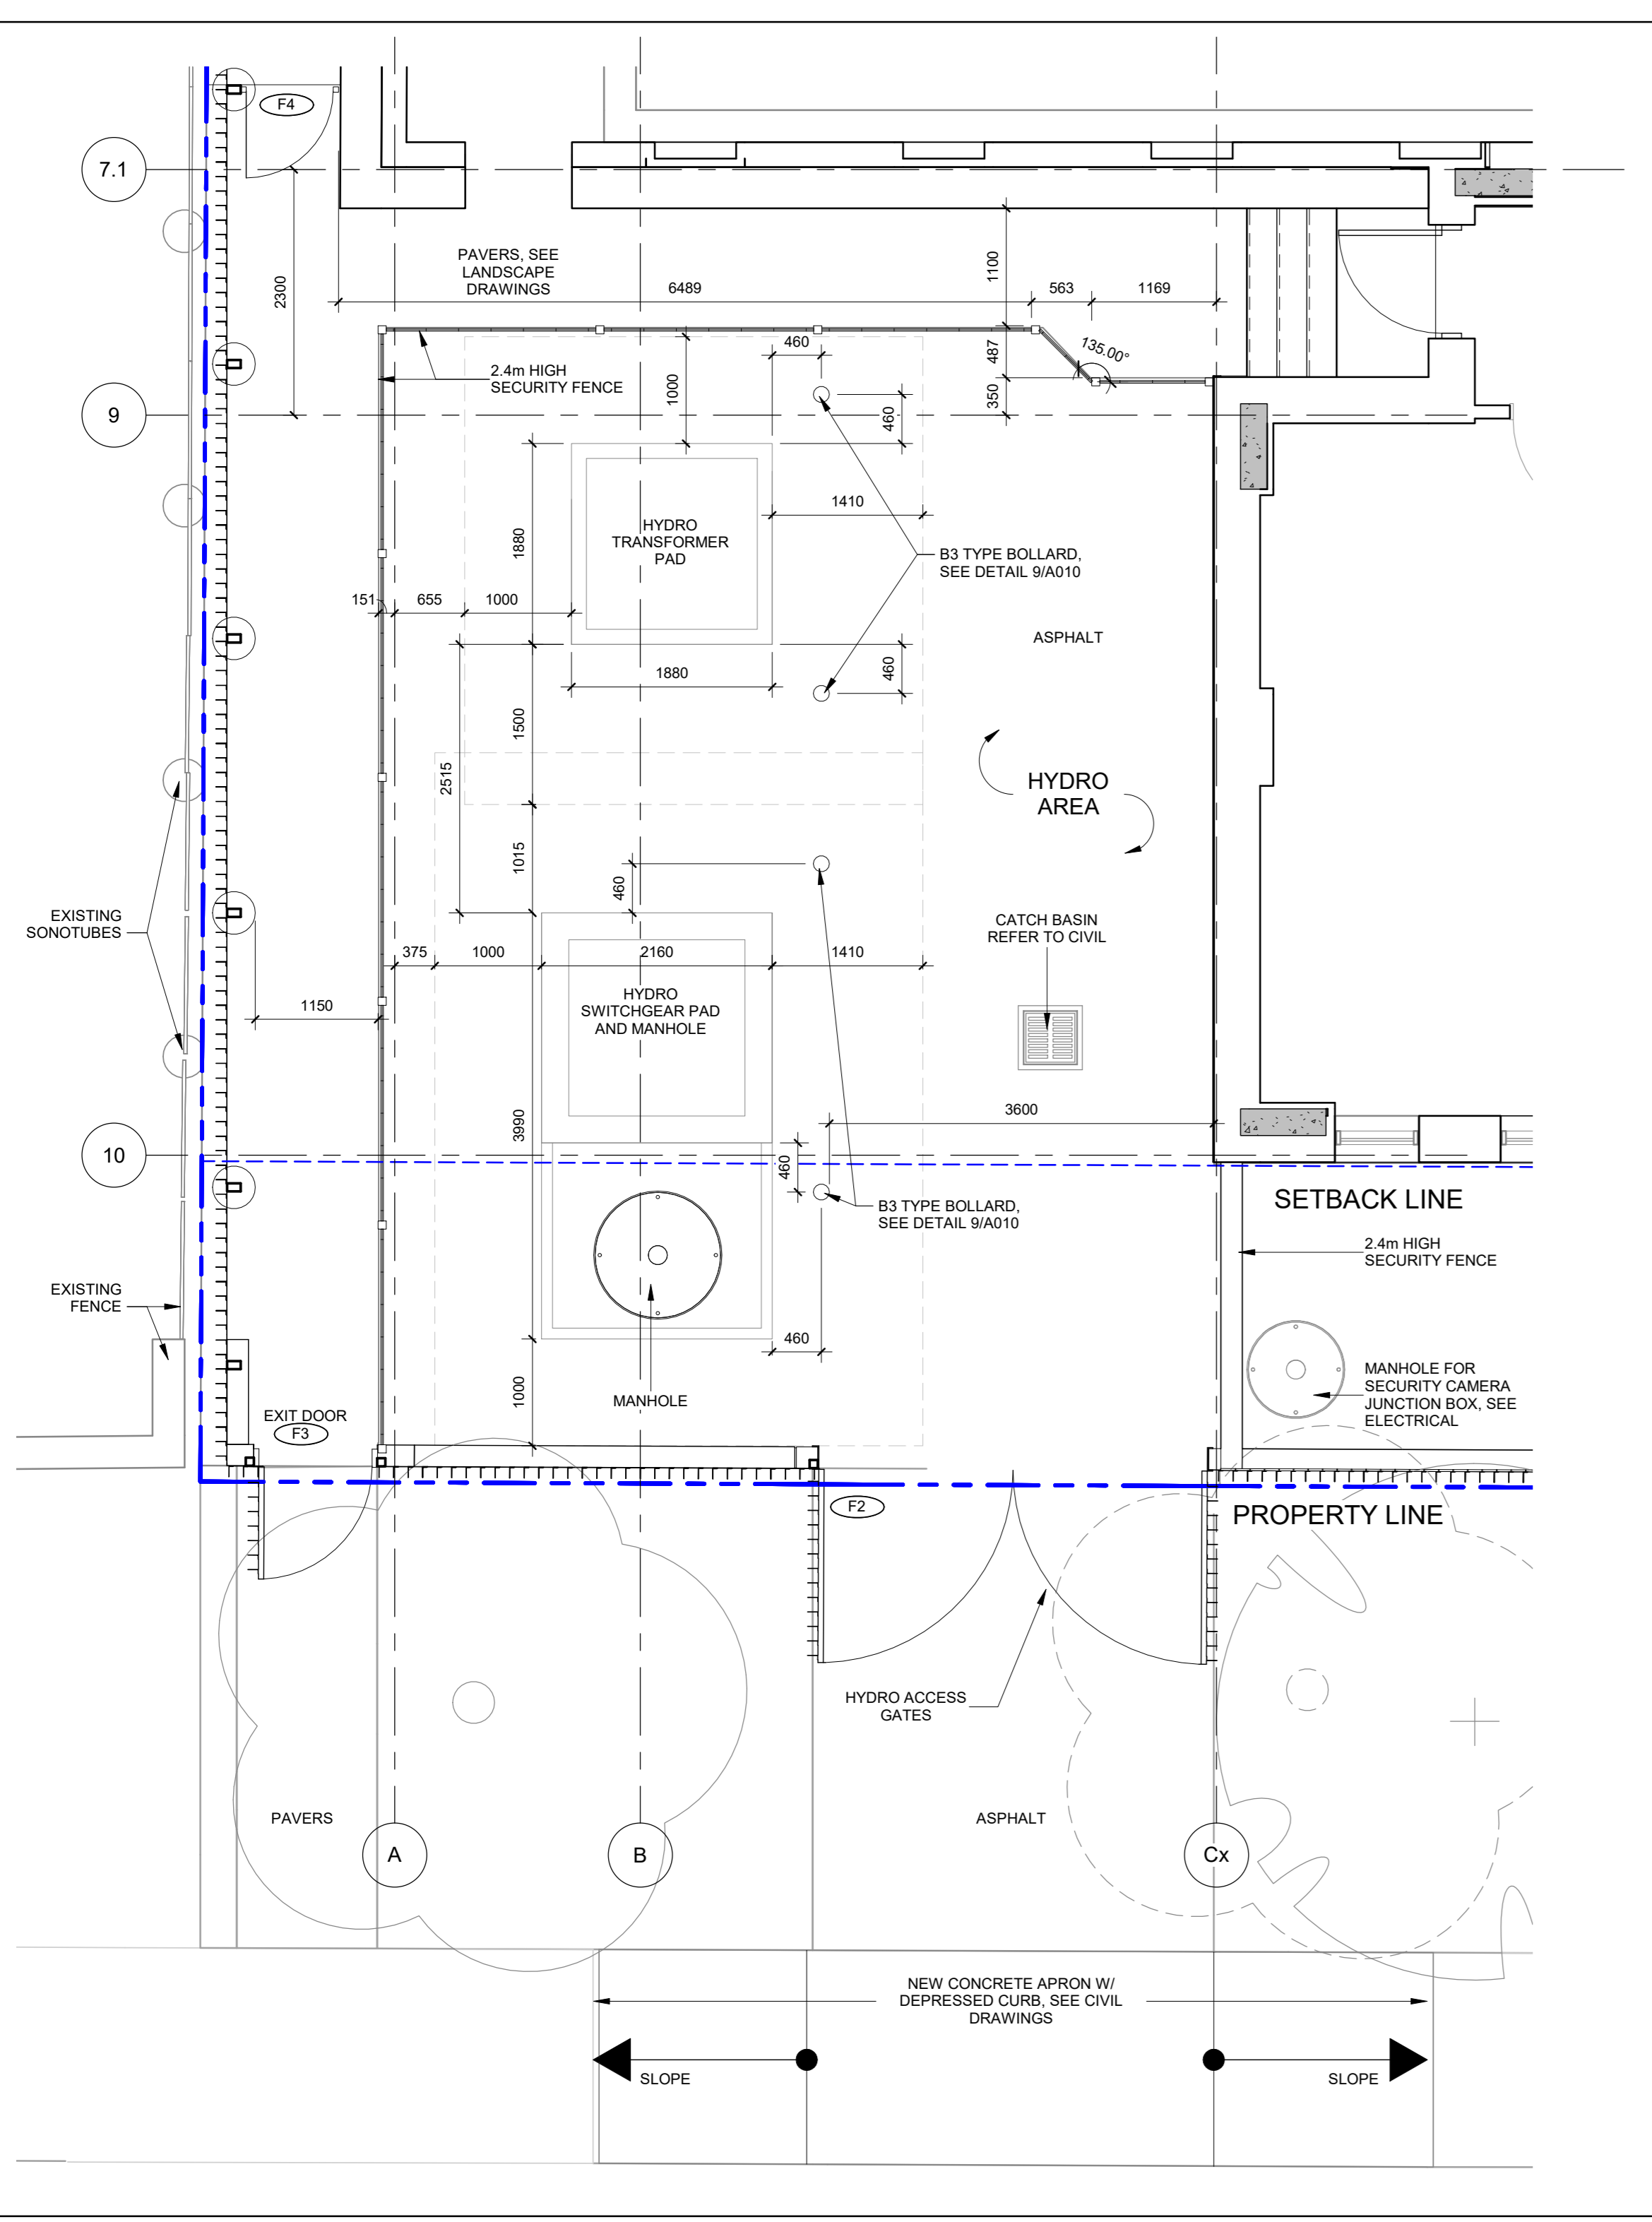 F4
7.1
PAVERS, SEE
LANDSCAPE
DRAWINGS
2300
6489
1100
563
1169
460
487
135.00°
2.4m HIGH
SECURITY FENCE
1000
350
460
9
1410
HYDRO
TRANSFORMER
PAD
1880
B3 TYPE BOLLARD,
SEE DETAIL 9/A010
151
655
1000
ASPHALT
1880
460
1500
2515
HYDRO
AREA
1015
460
EXISTING
SONOTUBES
CATCH BASIN
REFER TO CIVIL
375
1000
2160
1410
HYDRO
SWITCHGEAR PAD
AND MANHOLE
1150
3600
3990
10
460
SETBACK LINE
B3 TYPE BOLLARD,
SEE DETAIL 9/A010
2.4m HIGH
SECURITY FENCE
EXISTING
FENCE
460
MANHOLE FOR
SECURITY CAMERA
JUNCTION BOX, SEE
ELECTRICAL
1000
MANHOLE
EXIT DOOR
F3
F2
PROPERTY LINE
HYDRO ACCESS
GATES
PAVERS
ASPHALT
A
B
Cx
NEW CONCRETE APRON W/
DEPRESSED CURB, SEE CIVIL
DRAWINGS
SLOPE
SLOPE